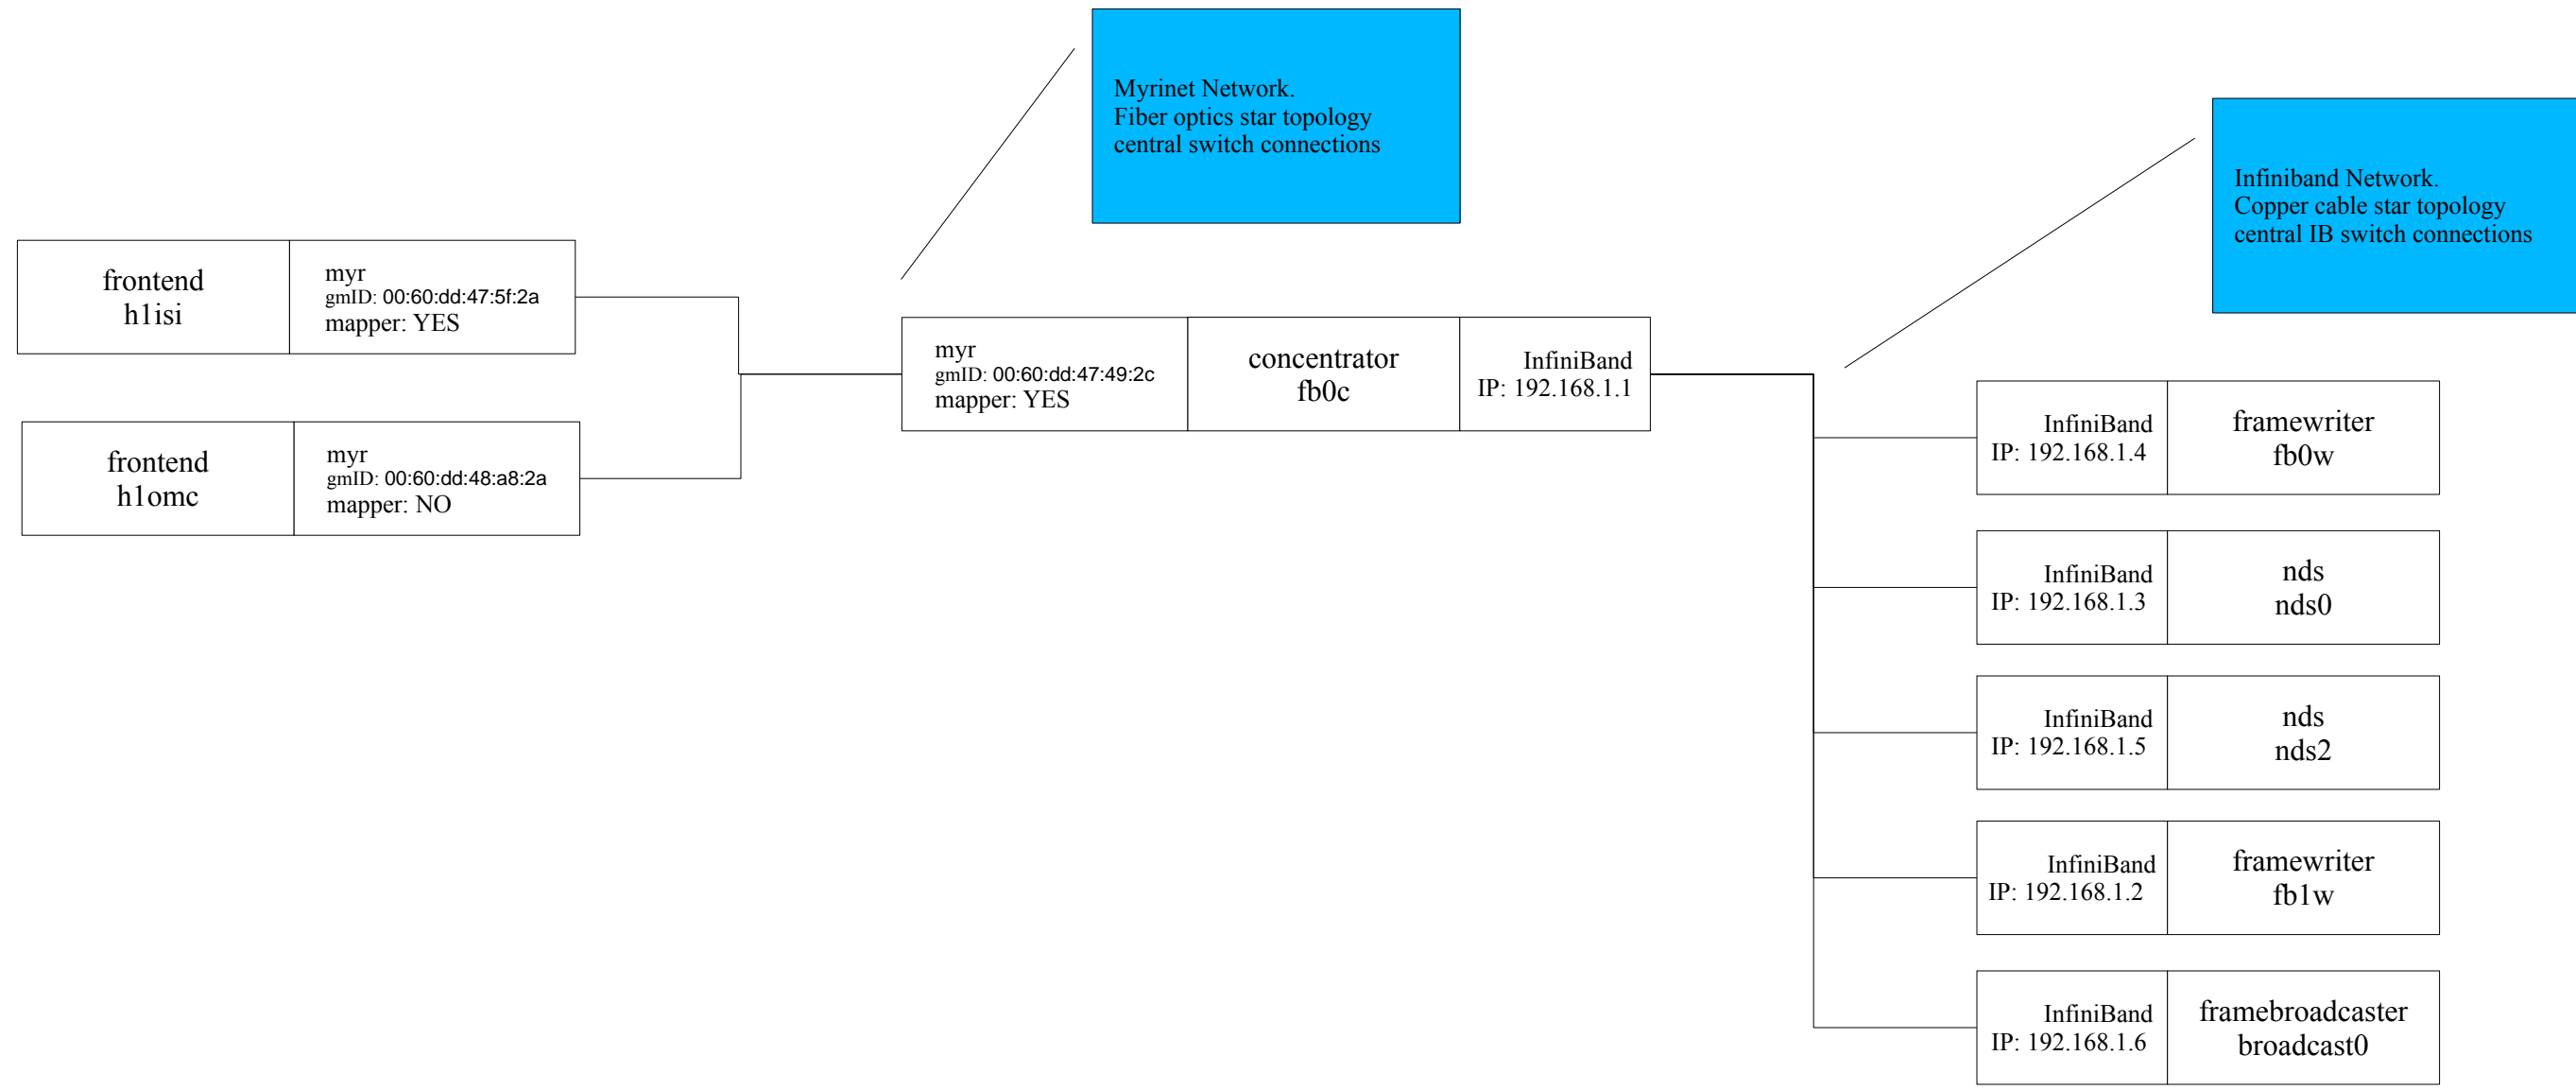 Myrinet Network.
Fiber optics star topology
central switch connections
Infiniband Network.
Copper cable star topology
central IB switch connections
frontend
h1isi
myr
gmID: 00:60:dd:47:5f:2a
mapper: YES
frontend
h1omc
myr
gmID: 00:60:dd:48:a8:2a
mapper: NO
myr
gmID: 00:60:dd:47:49:2c
mapper: YES
concentrator
fb0c
InfiniBand
IP: 192.168.1.1
InfiniBand
IP: 192.168.1.4
framewriter
fb0w
InfiniBand
IP: 192.168.1.3
nds
nds0
InfiniBand
IP: 192.168.1.5
nds
nds2
InfiniBand
IP: 192.168.1.2
framewriter
fb1w
InfiniBand
IP: 192.168.1.6
framebroadcaster
broadcast0